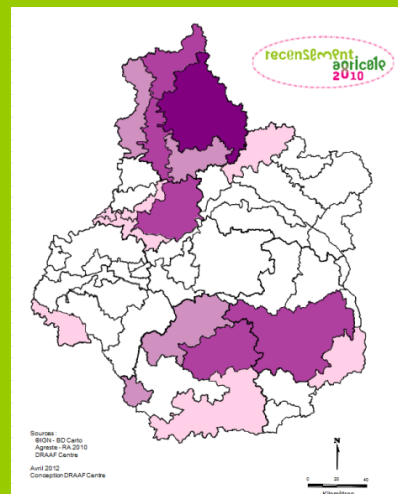 recensement
agricole
2010
Sources :
©IGN - BD Carto
Agreste - RA 2010
DRAAF Centre
Avril 2012
Conception DRAAF Centre
N
0 20 40
Kilomètres